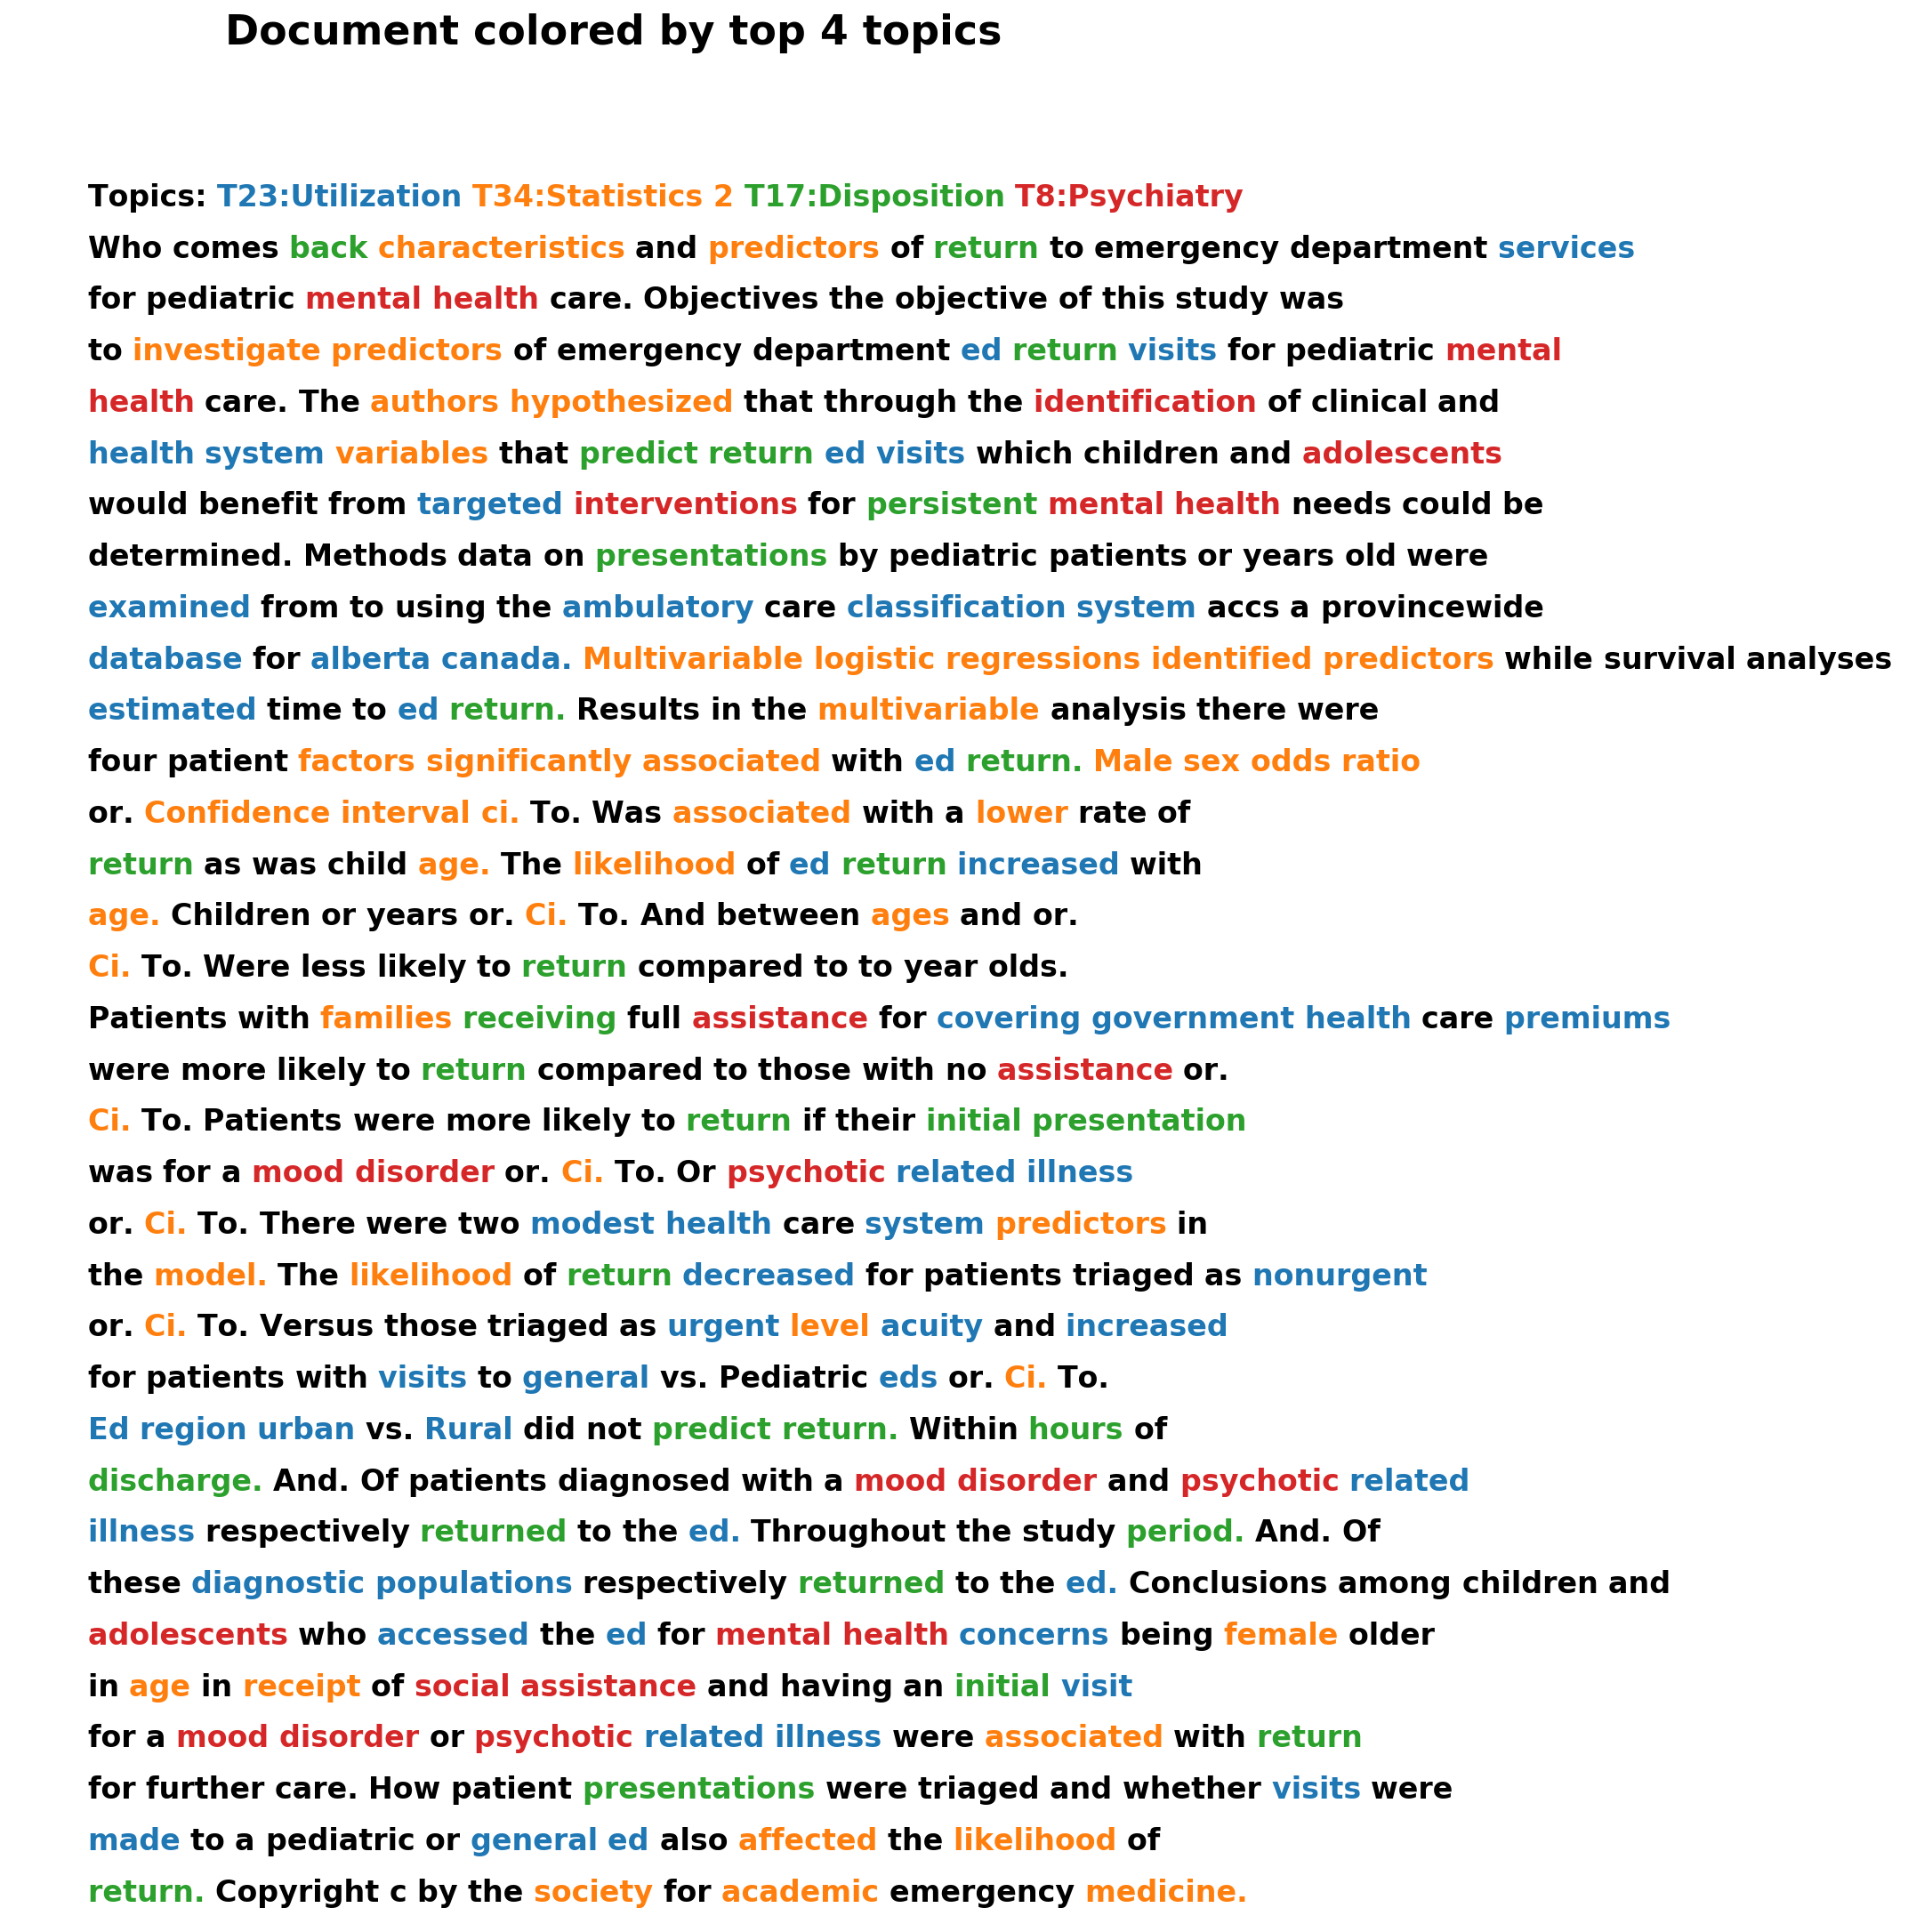 Document colored by top 4 topics
Topics: T23:Utilization T34:Statistics 2 T17:Disposition T8:Psychiatry
Who comes back characteristics and predictors of return to emergency department services
for pediatric mental health care. Objectives the objective of this study was
to investigate predictors of emergency department ed return visits for pediatric mental
health care. The authors hypothesized that through the identification of clinical and
health system variables that predict return ed visits which children and adolescents
would benefit from targeted interventions for persistent mental health needs could be
determined. Methods data on presentations by pediatric patients or years old were
examined from to using the ambulatory care classification system accs a provincewide
database for alberta canada. Multivariable logistic regressions identified predictors while survival analyses
estimated time to ed return. Results in the multivariable analysis there were
four patient factors significantly associated with ed return. Male sex odds ratio
or. Confidence interval ci. To. Was associated with a lower rate of
return as was child age. The likelihood of ed return increased with
age. Children or years or. Ci. To. And between ages and or.
Ci. To. Were less likely to return compared to to year olds.
Patients with families receiving full assistance for covering government health care premiums
were more likely to return compared to those with no assistance or.
Ci. To. Patients were more likely to return if their initial presentation
was for a mood disorder or. Ci. To. Or psychotic related illness
or. Ci. To. There were two modest health care system predictors in
the model. The likelihood of return decreased for patients triaged as nonurgent
or. Ci. To. Versus those triaged as urgent level acuity and increased
for patients with visits to general vs. Pediatric eds or. Ci. To.
Ed region urban vs. Rural did not predict return. Within hours of
discharge. And. Of patients diagnosed with a mood disorder and psychotic related
illness respectively returned to the ed. Throughout the study period. And. Of
these diagnostic populations respectively returned to the ed. Conclusions among children and
adolescents who accessed the ed for mental health concerns being female older
in age in receipt of social assistance and having an initial visit
for a mood disorder or psychotic related illness were associated with return
for further care. How patient presentations were triaged and whether visits were
made to a pediatric or general ed also affected the likelihood of
return. Copyright c by the society for academic emergency medicine.